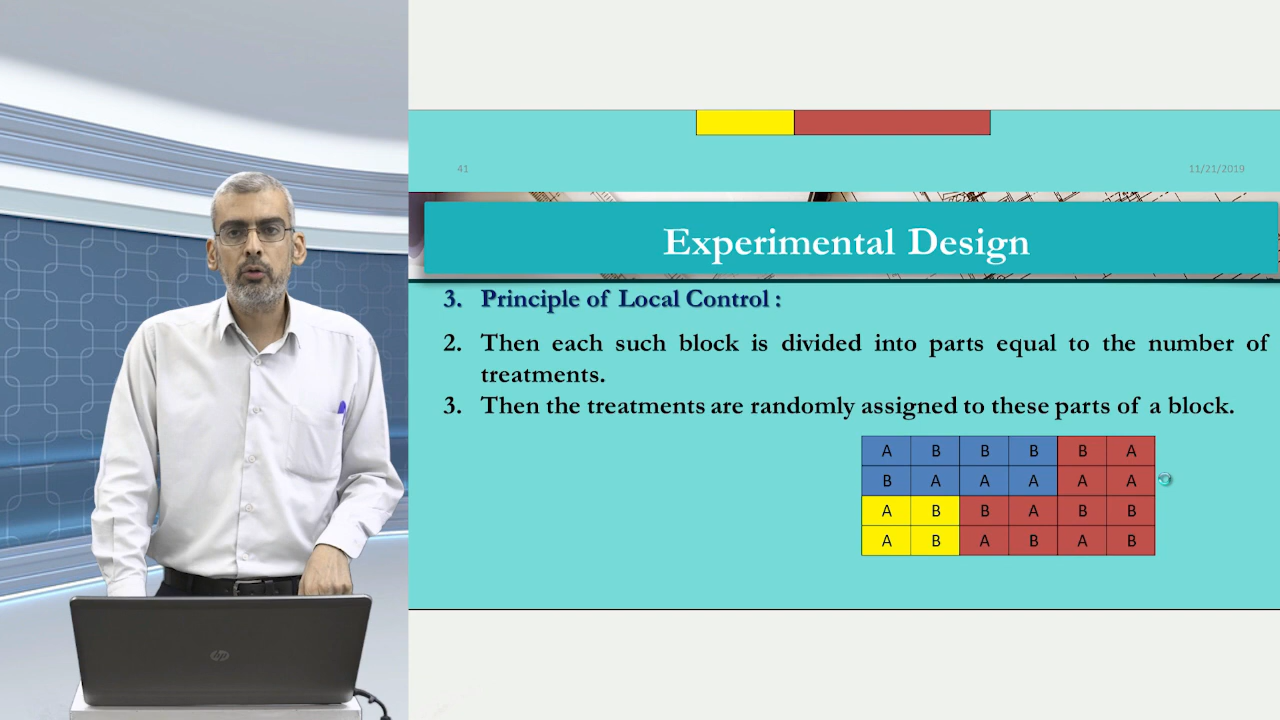 41
11/21/2019
Experimental Design
3. Principle of Local Control :
2. Then each such block is divided into parts equal to the number of
treatments.
3. Then the treatments are randomly assigned to these parts of a block.
A B B B B A
B A A A A A
A B B A B B
A B A B A B
hp